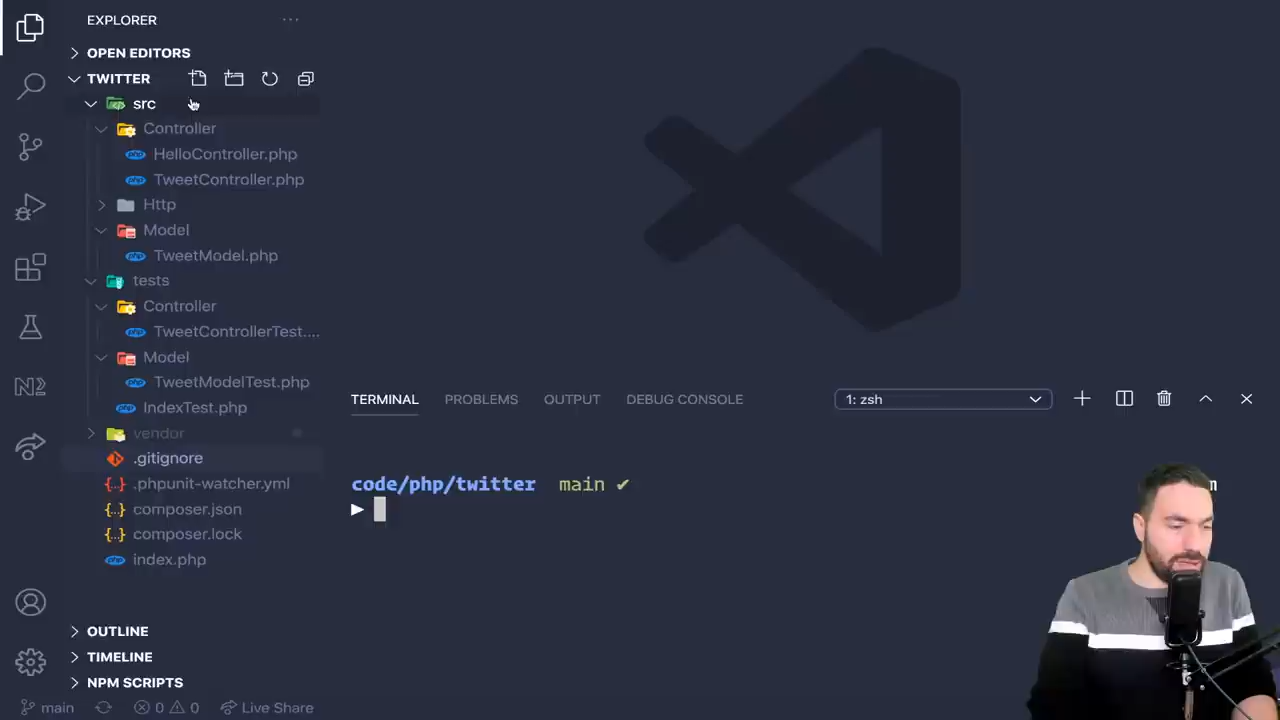 EXPLORER
OPEN EDITORS
TWITTER
src
Controller
HelloController.php
TweetController.php
Http
Model
TweetModel.php
tests
Controller
TweetControllerTest....
Model
TweetModelTest.php
IndexTest.php
vendor
.gitignore
.phpunit-watcher.yml
composer.json
composer.lock
index.php
OUTLINE
TIMELINE
NPM SCRIPTS
main
0 0
Live Share
TERMINAL PROBLEMS OUTPUT DEBUG CONSOLE
1: zsh
code/php/twitter main ✔